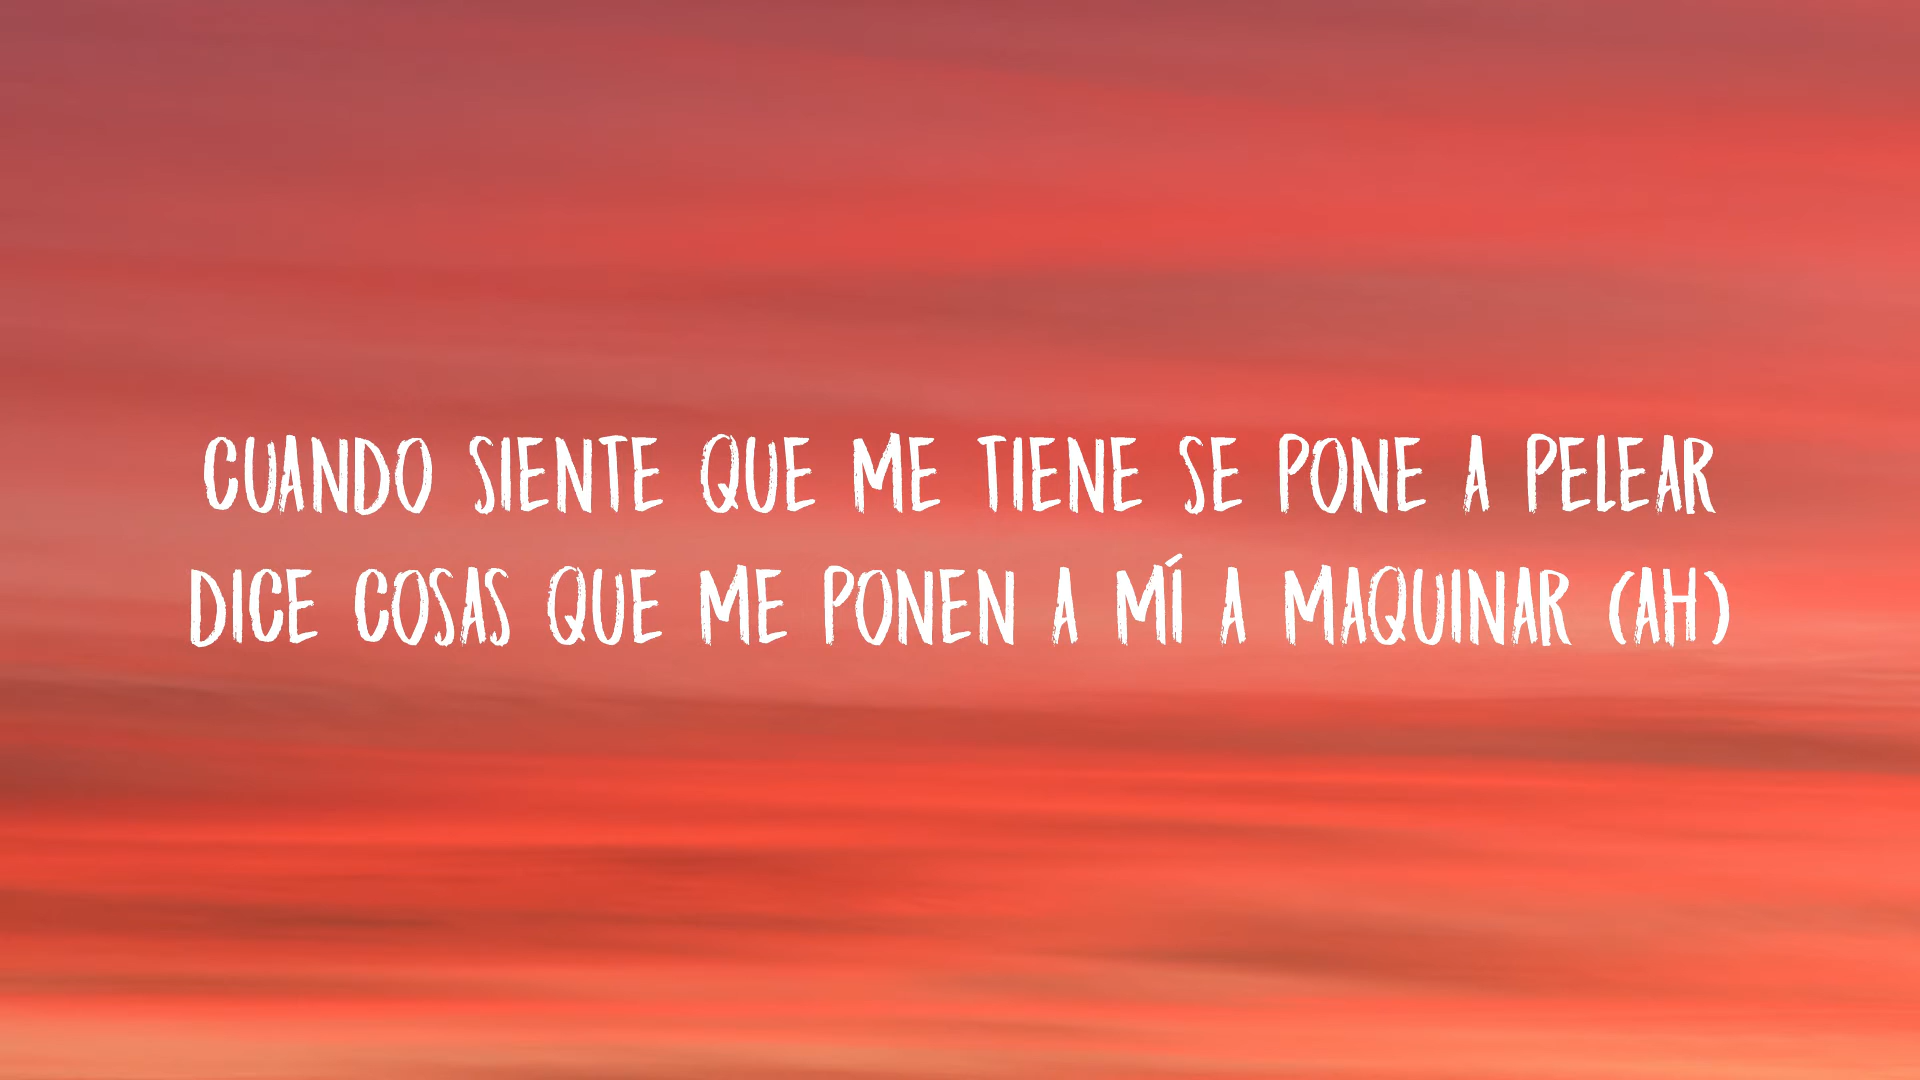 CUANDO SIENTE QUE ME TIENE SE PONE A PELEAR
DICE COSAS QUE ME PONEN A MÍ A MAQUINAR (AH)